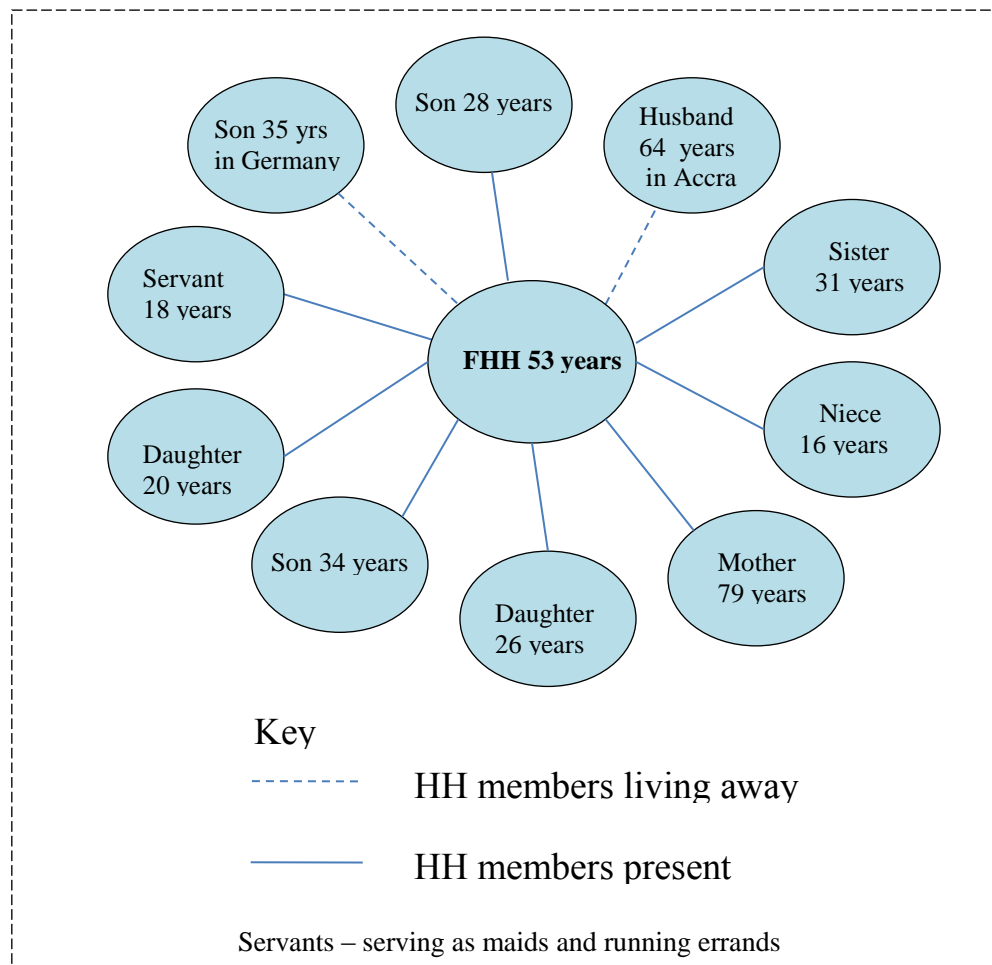 Son 28 years
Husband
64 years
in Accra
Son 35 yrs
in Germany
Sister
31 years
Servant
18 years
FHH 53 years
Niece
16 years
Daughter
20 years
Son 34 years
Mother
79 years
Daughter
26 years
Key
HH members living away
HH members present
Servants – serving as maids and running errands